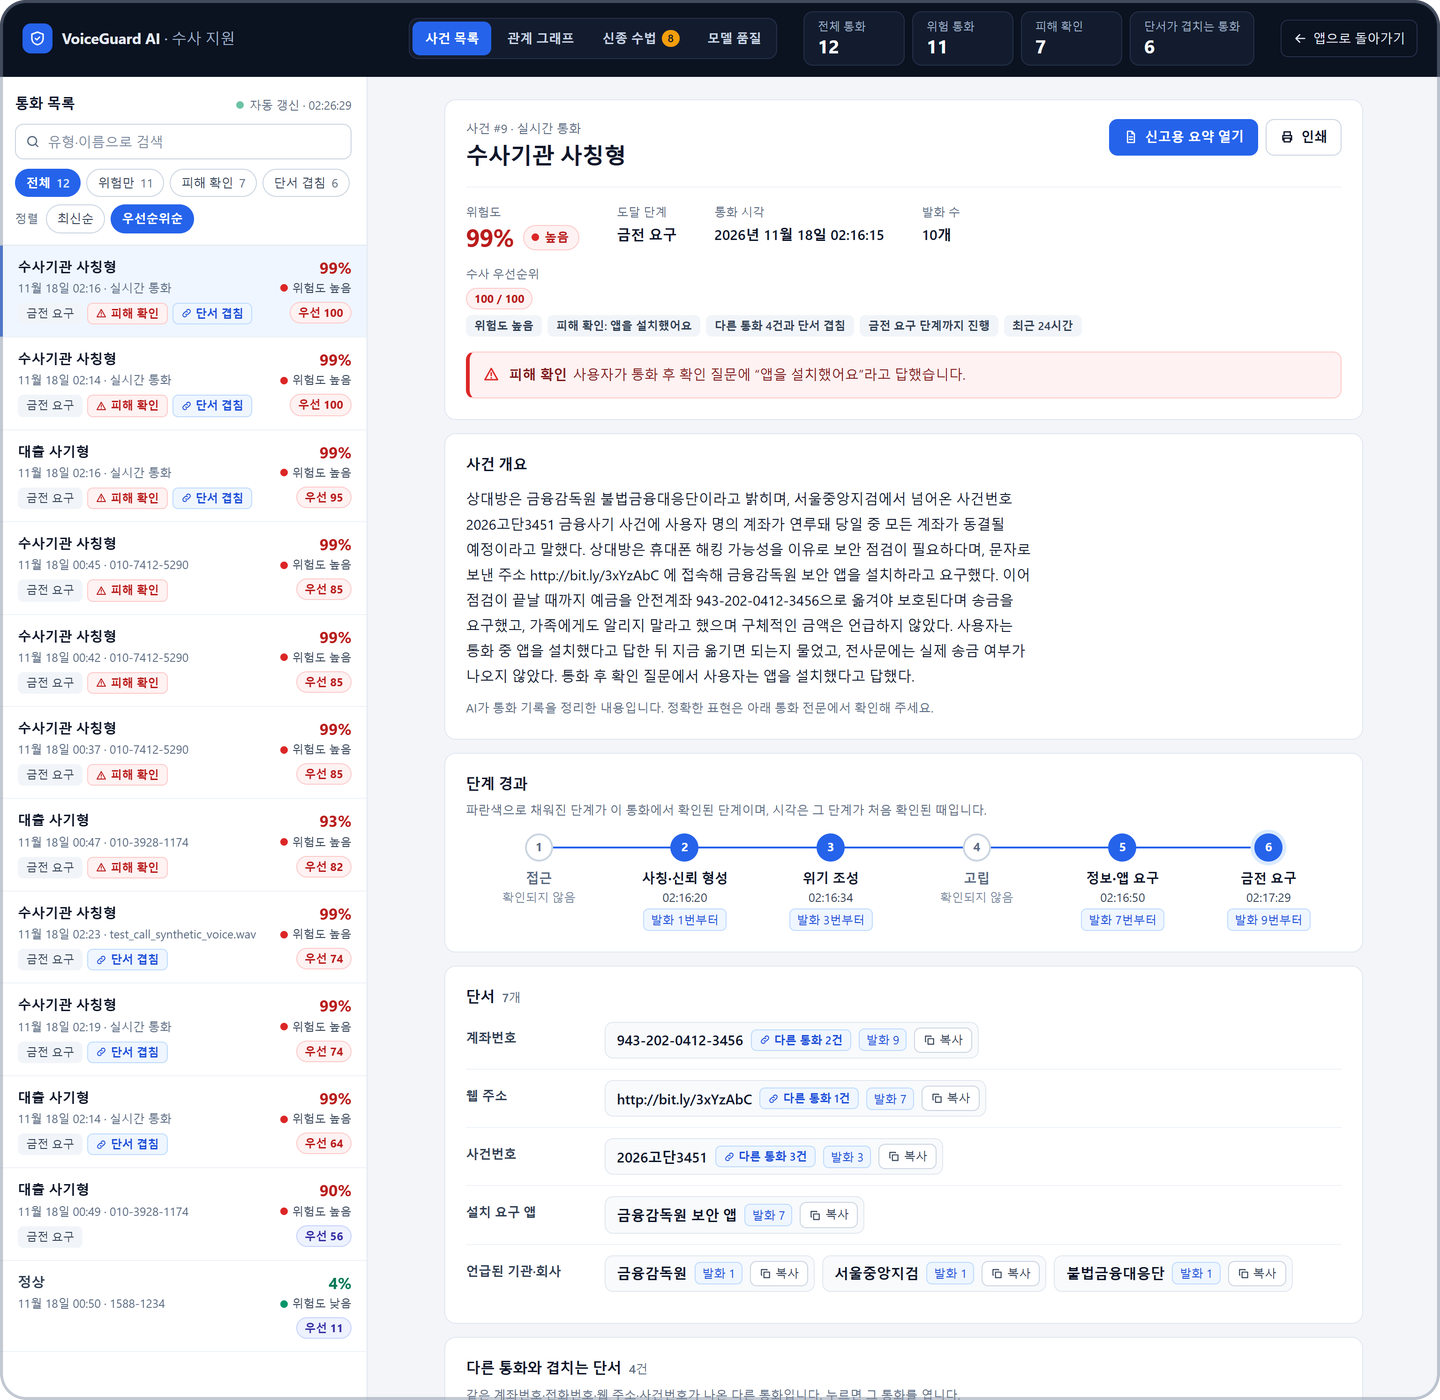 VoiceGuard AI · 수사 지원
사건 목록
관계 그래프
신종 수법 8
모델 품질
전체 통화
12
위험 통화
11
피해 확인
7
단서가 겹치는 통화
6
← 앱으로 돌아가기
통화 목록
자동 갱신 · 02:26:29
유형·이름으로 검색
전체 12
위험만 11
피해 확인 7
단서 겹침 6
정렬
최신순
우선순위순
수사기관 사칭형 99%
11월 18일 02:16 · 실시간 통화 위험도 높음
금전 요구 피해 확인 단서 겹침 우선 100
수사기관 사칭형 99%
11월 18일 02:14 · 실시간 통화 위험도 높음
금전 요구 피해 확인 단서 겹침 우선 100
대출 사기형 99%
11월 18일 02:16 · 실시간 통화 위험도 높음
금전 요구 피해 확인 단서 겹침 우선 95
수사기관 사칭형 99%
11월 18일 00:45 · 010-7412-5290 위험도 높음
금전 요구 피해 확인 우선 85
수사기관 사칭형 99%
11월 18일 00:42 · 010-7412-5290 위험도 높음
금전 요구 피해 확인 우선 85
수사기관 사칭형 99%
11월 18일 00:37 · 010-7412-5290 위험도 높음
금전 요구 피해 확인 우선 85
대출 사기형 93%
11월 18일 00:47 · 010-3928-1174 위험도 높음
금전 요구 피해 확인 우선 82
수사기관 사칭형 99%
11월 18일 02:23 · test_call_synthetic_voice.wav 위험도 높음
금전 요구 단서 겹침 우선 74
수사기관 사칭형 99%
11월 18일 02:19 · 실시간 통화 위험도 높음
금전 요구 단서 겹침 우선 74
대출 사기형 99%
11월 18일 02:14 · 실시간 통화 위험도 높음
금전 요구 단서 겹침 우선 64
대출 사기형 90%
11월 18일 00:49 · 010-3928-1174 위험도 높음
금전 요구 우선 56
정상 4%
11월 18일 00:50 · 1588-1234 위험도 낮음
우선 11
사건 #9 · 실시간 통화
수사기관 사칭형
신고용 요약 열기
인쇄
위험도
99% 높음
도달 단계
금전 요구
통화 시각
2026년 11월 18일 02:16:15
발화 수
10개
수사 우선순위
100 / 100
위험도 높음 피해 확인: 앱을 설치했어요 다른 통화 4건과 단서 겹침 금전 요구 단계까지 진행 최근 24시간
피해 확인 사용자가 통화 후 확인 질문에 “앱을 설치했어요”라고 답했습니다.
사건 개요
상대방은 금융감독원 불법금융대응단이라고 밝히며, 서울중앙지검에서 넘어온 사건번호
2026고단3451 금융사기 사건에 사용자 명의 계좌가 연루돼 당일 중 모든 계좌가 동결될
예정이라고 말했다. 상대방은 휴대폰 해킹 가능성을 이유로 보안 점검이 필요하다며, 문자로
보낸 주소 http://bit.ly/3xYzAbC 에 접속해 금융감독원 보안 앱을 설치하라고 요구했다. 이어
점검이 끝날 때까지 예금을 안전계좌 943-202-0412-3456으로 옮겨야 보호된다며 송금을
요구했고, 가족에게도 알리지 말라고 했으며 구체적인 금액은 언급하지 않았다. 사용자는
통화 중 앱을 설치했다고 답한 뒤 지금 옮기면 되는지 물었고, 전사문에는 실제 송금 여부가
나오지 않았다. 통화 후 확인 질문에서 사용자는 앱을 설치했다고 답했다.
AI가 통화 기록을 정리한 내용입니다. 정확한 표현은 아래 통화 전문에서 확인해 주세요.
단계 경과
파란색으로 채워진 단계가 이 통화에서 확인된 단계이며, 시각은 그 단계가 처음 확인된 때입니다.
1 2 3 4 5 6
접근 사칭·신뢰 형성 위기 조성 고립 정보·앱 요구 금전 요구
확인되지 않음 02:16:20 02:16:34 확인되지 않음 02:16:50 02:17:29
발화 1번부터 발화 3번부터 발화 7번부터 발화 9번부터
단서 7개
계좌번호 943-202-0412-3456 다른 통화 2건 발화 9 복사
웹 주소 http://bit.ly/3xYzAbC 다른 통화 1건 발화 7 복사
사건번호 2026고단3451 다른 통화 3건 발화 3 복사
설치 요구 앱 금융감독원 보안 앱 발화 7 복사
언급된 기관·회사 금융감독원 발화 1 복사 서울중앙지검 발화 1 복사 불법금융대응단 발화 1 복사
다른 통화와 겹치는 단서 4건
같은 계좌번호·전화번호·웹 주소·사건번호가 나온 다른 통화입니다. 누르면 그 통화를 엽니다.